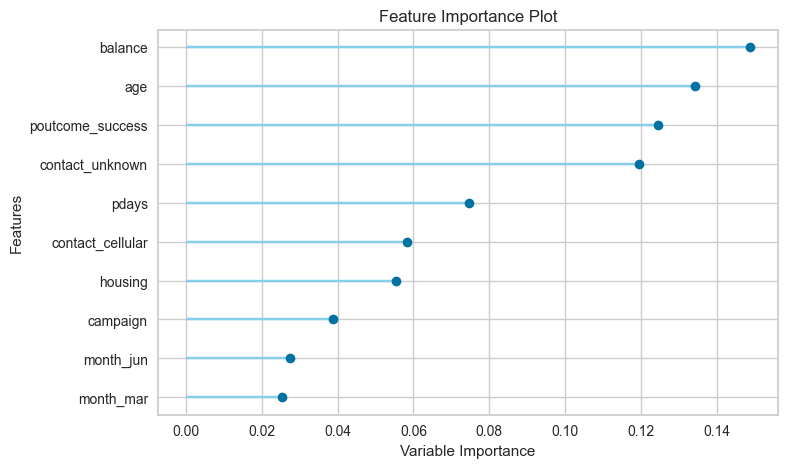 Feature Importance Plot
balance
age
poutcome_success
contact_unknown
pdays
contact_cellular
housing
campaign
month_jun
month_mar
Features
0.00 0.02 0.04 0.06 0.08 0.10 0.12 0.14
Variable Importance